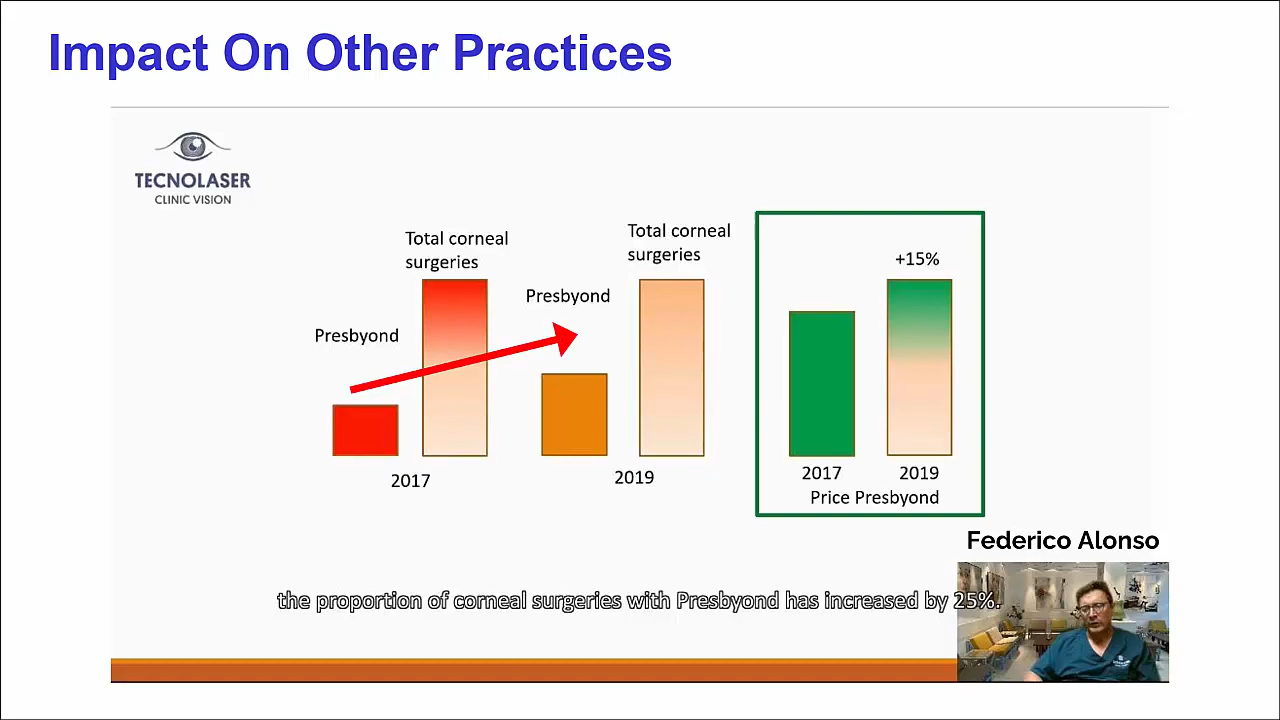 Impact On Other Practices
TECNOLASER
CLINIC VISION
Total corneal
surgeries
Presbyond
2017
Total corneal
surgeries
Presbyond
2019
+15%
2017
2019
Price Presbyond
Federico Alonso
the proportion of corneal surgeries with Presbyond has increased by 25%.